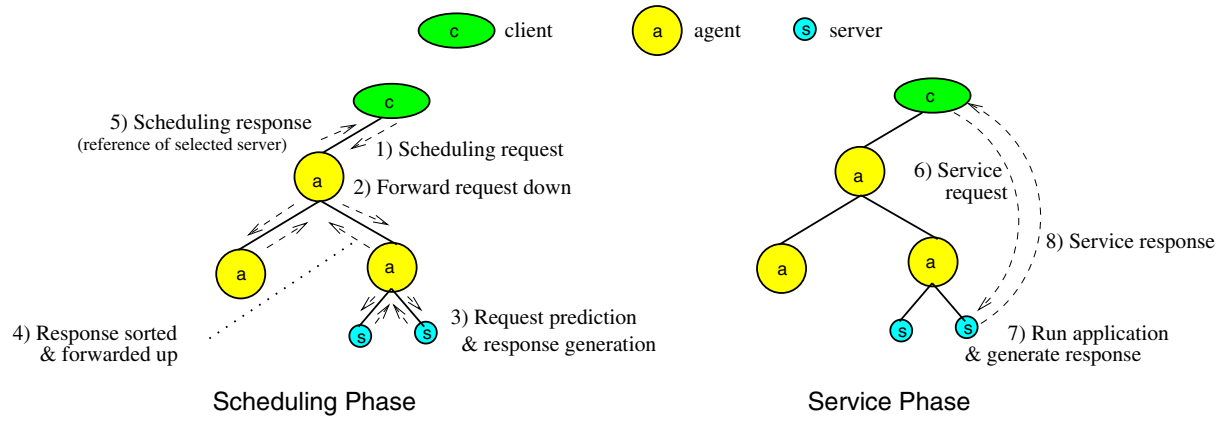 c client a agent s server
c
5) Scheduling response
(reference of selected server)
1) Scheduling request
a
2) Forward request down
a
a
4) Response sorted
& forwarded up
s
s
3) Request prediction
& response generation
Scheduling Phase
c
a
6) Service
request
8) Service response
a
a
s
s
7) Run application
& generate response
Service Phase